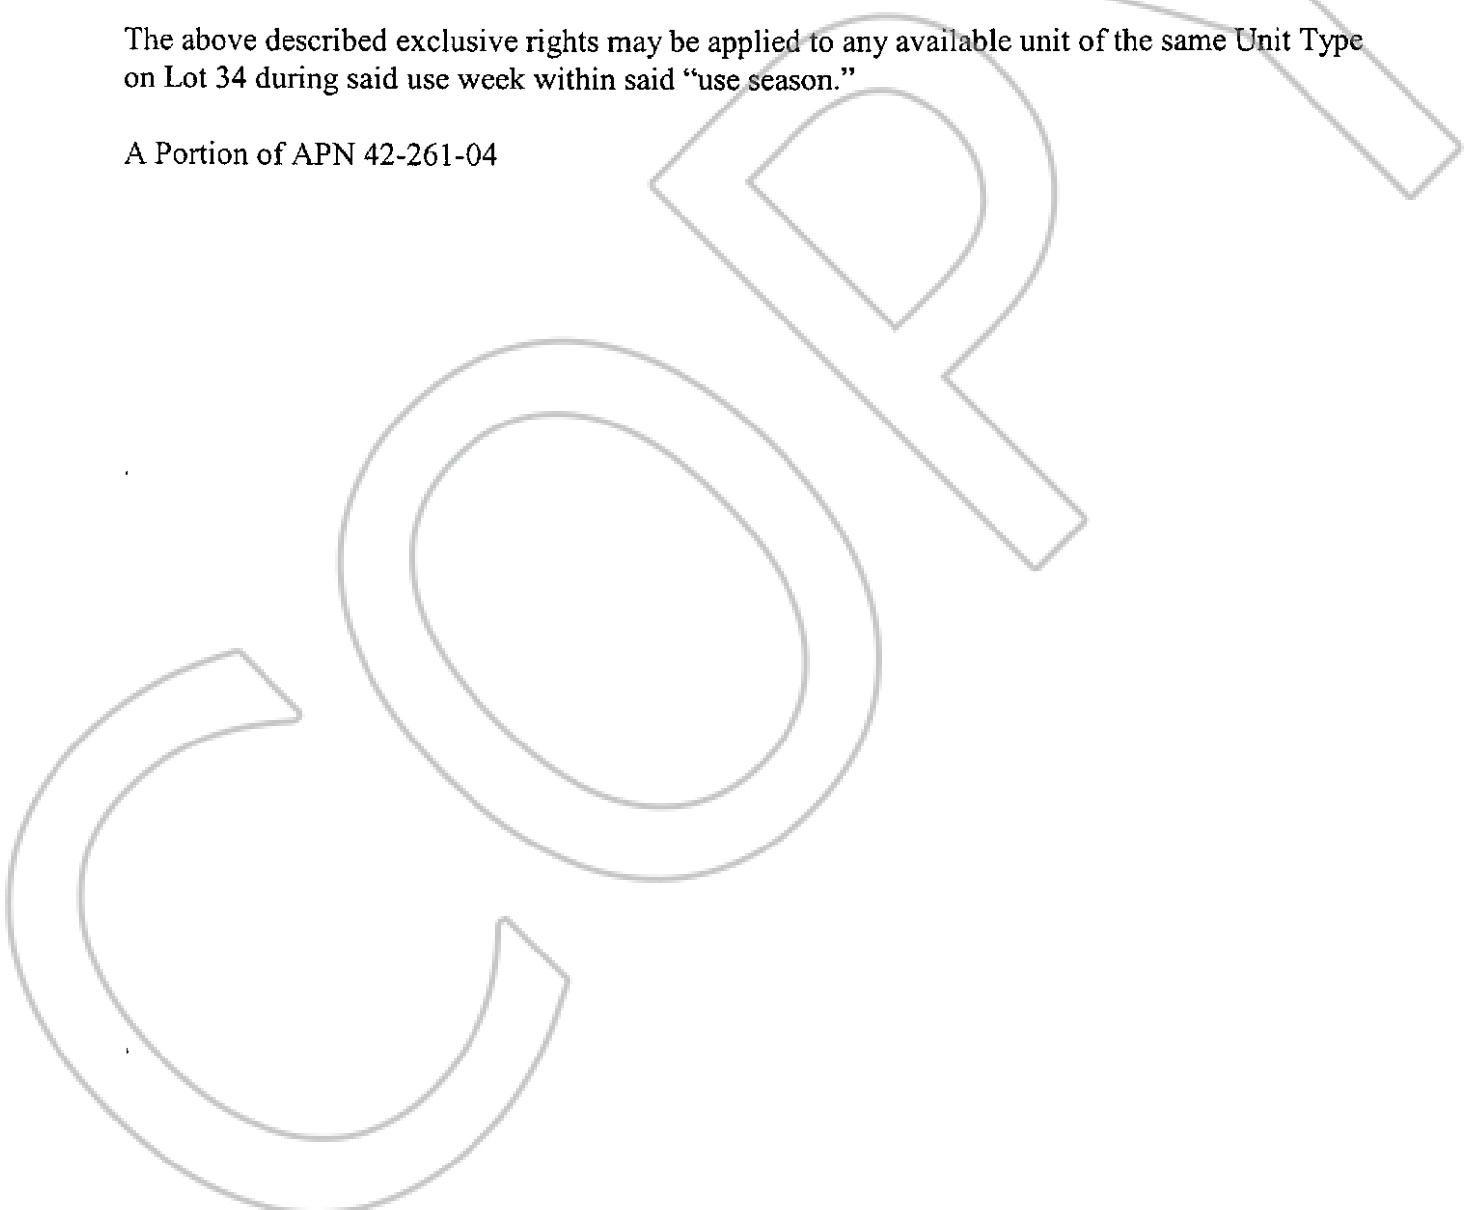 The above described exclusive rights may be applied to any available unit of the same Unit Type
on Lot 34 during said use week within said “use season.”
A Portion of APN 42-261-04
COPY